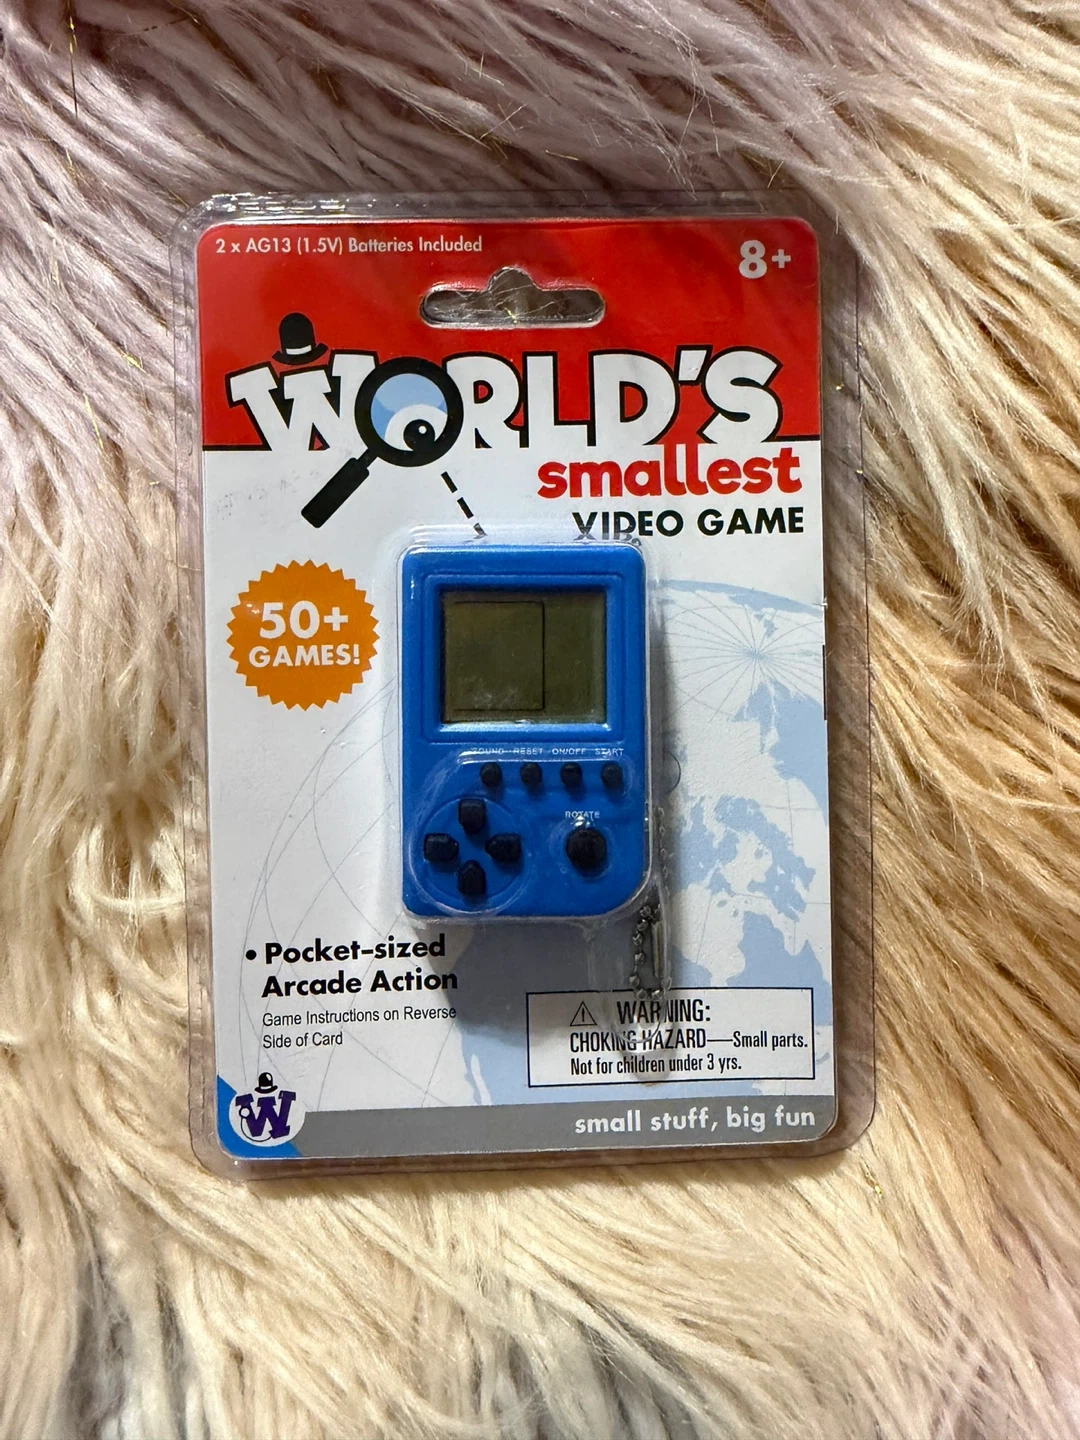 2 x AG13 (1.5V) Batteries Included
8+
WORLD'S
smallest
VIDEO GAME
50+
GAMES!
SOUND RESET ON/OFF START
ROTATE
• Pocket-sized
Arcade Action
Game Instructions on Reverse
Side of Card
WARNING:
CHOKING HAZARD—Small parts.
Not for children under 3 yrs.
W
small stuff, big fun